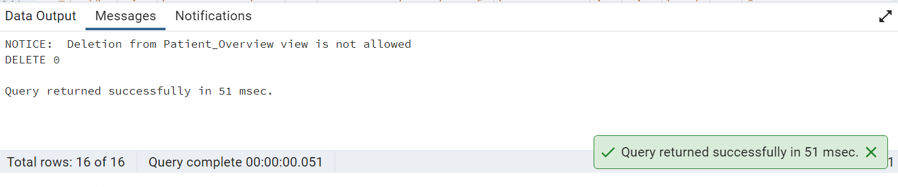 Data Output Messages Notifications
NOTICE:  Deletion from Patient_Overview view is not allowed
DELETE 0
Query returned successfully in 51 msec.
Total rows: 16 of 16 Query complete 00:00:00.051
Query returned successfully in 51 msec.
1